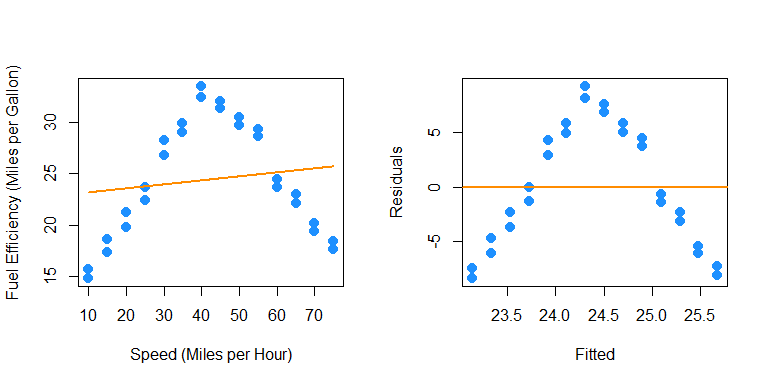 Fuel Efficiency (Miles per Gallon)
15 20 25 30
10 20 30 40 50 60 70
Speed (Miles per Hour)
Residuals
-5 0 5
23.5 24.0 24.5 25.0 25.5
Fitted